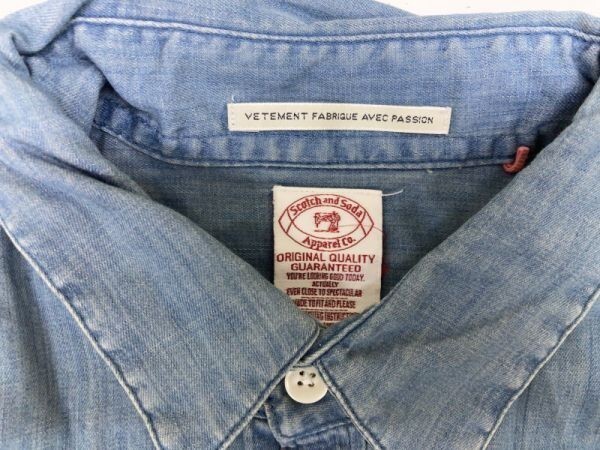 VETEMENT FABRIQUE AVEC PASSION
Scotch and Soda
Apparel Co.
ORIGINAL QUALITY
GUARANTEED
YOU'RE LOOKING GOOD TODAY.
ACTUALLY
EVEN CLOSE TO SPECTACULAR
MADE TO FIT AND PLEASE